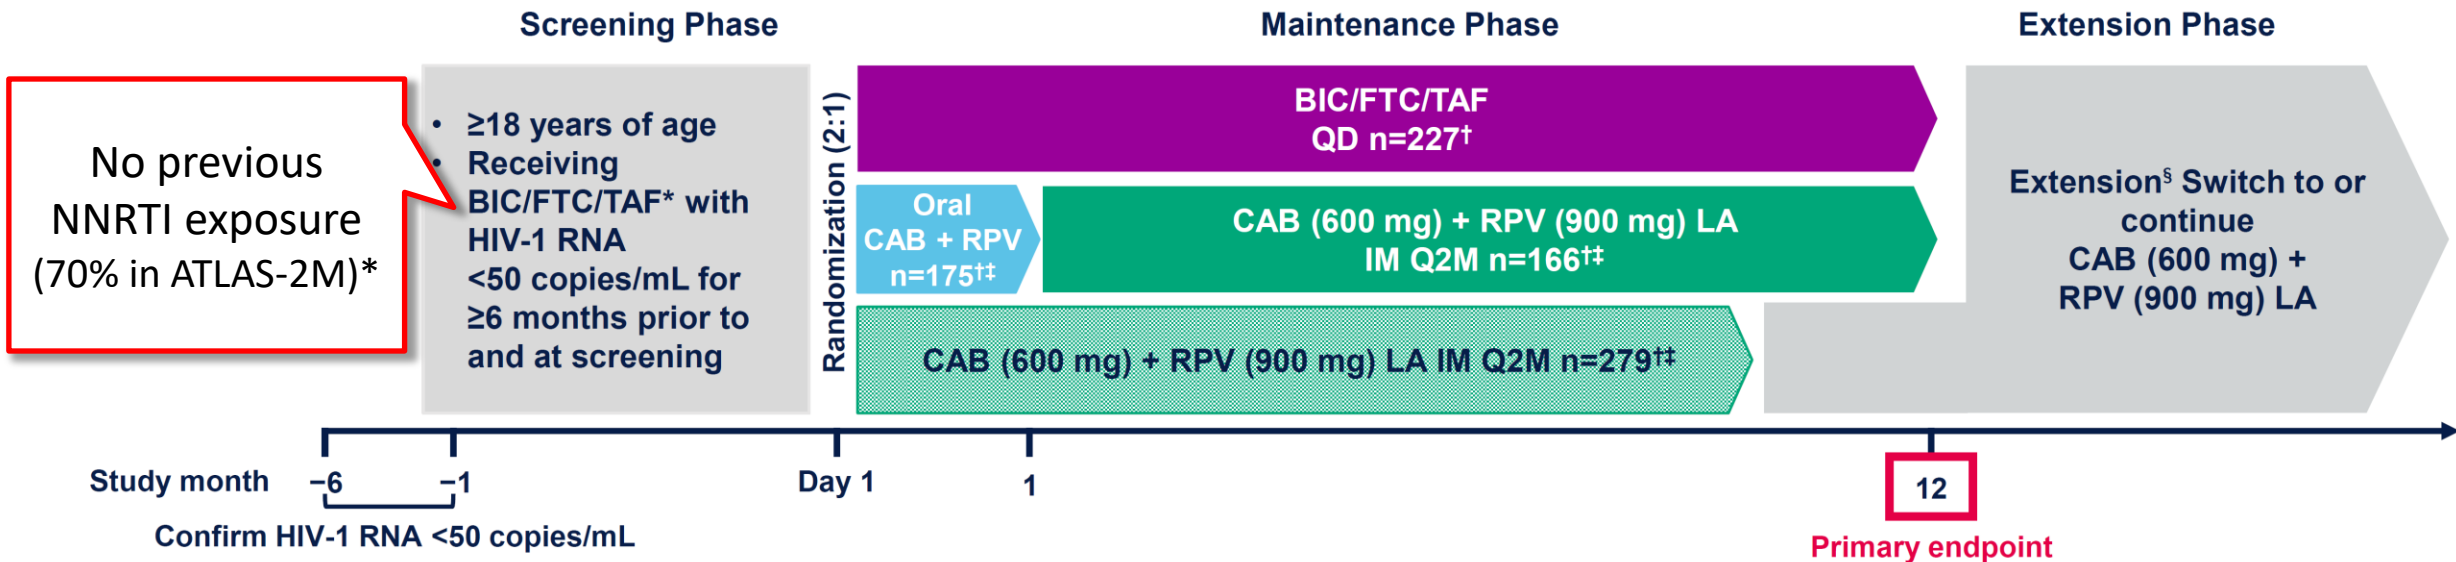 Screening Phase
Maintenance Phase
Extension Phase
No previous
NNRTI exposure
(70% in ATLAS-2M)*
• ≥18 years of age
• Receiving
BIC/FTC/TAF* with
HIV-1 RNA
<50 copies/mL for
≥6 months prior to
and at screening
Randomization (2:1)
BIC/FTC/TAF
QD n=227†
Oral
CAB + RPV
n=175†‡
CAB (600 mg) + RPV (900 mg) LA
IM Q2M n=166†‡
CAB (600 mg) + RPV (900 mg) LA IM Q2M n=279†‡
Extension§ Switch to or
continue
CAB (600 mg) +
RPV (900 mg) LA
Study month −6 −1 Day 1 1 12
Confirm HIV-1 RNA <50 copies/mL
Primary endpoint